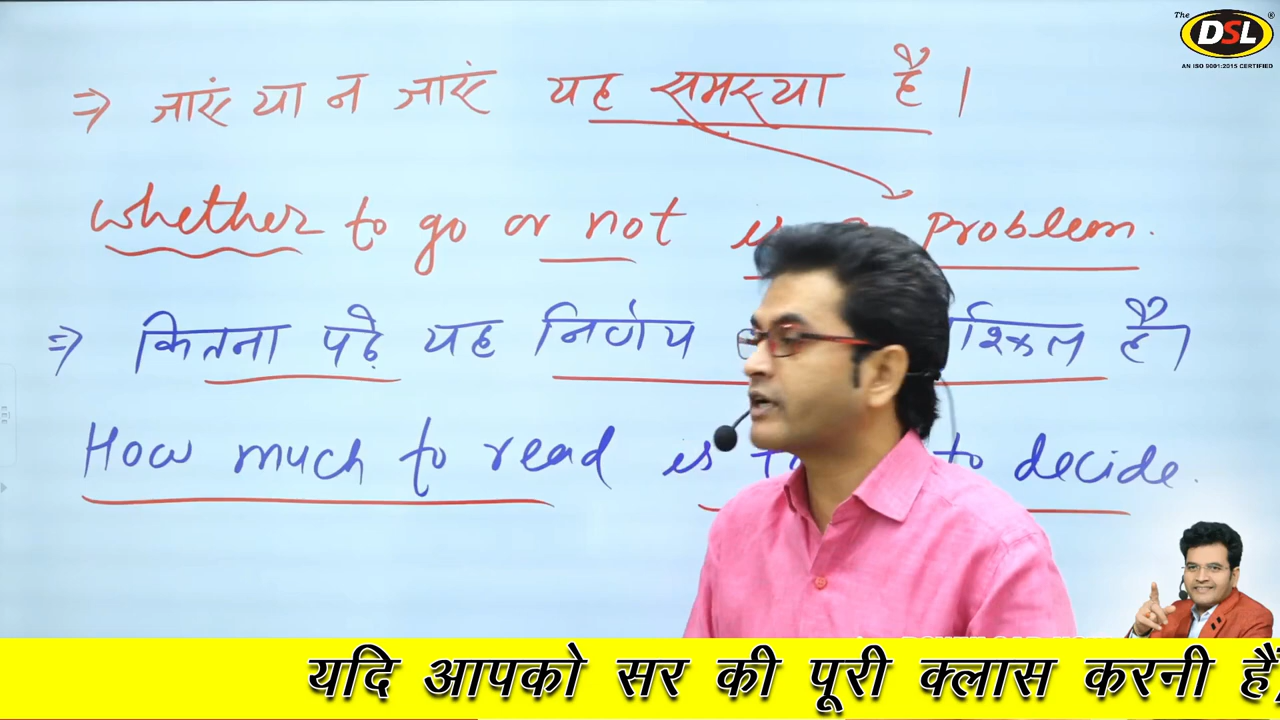 The DSL ®
AN ISO 9001:2015 CERTIFIED
⇒ जाएं या न जाएं यह समस्या है।
whether to go or not is problem.
⇒ कितना पढ़े यह निर्णय है।
How much to read is to decide.
यदि आपको सर की पूरी क्लास करनी हैं,